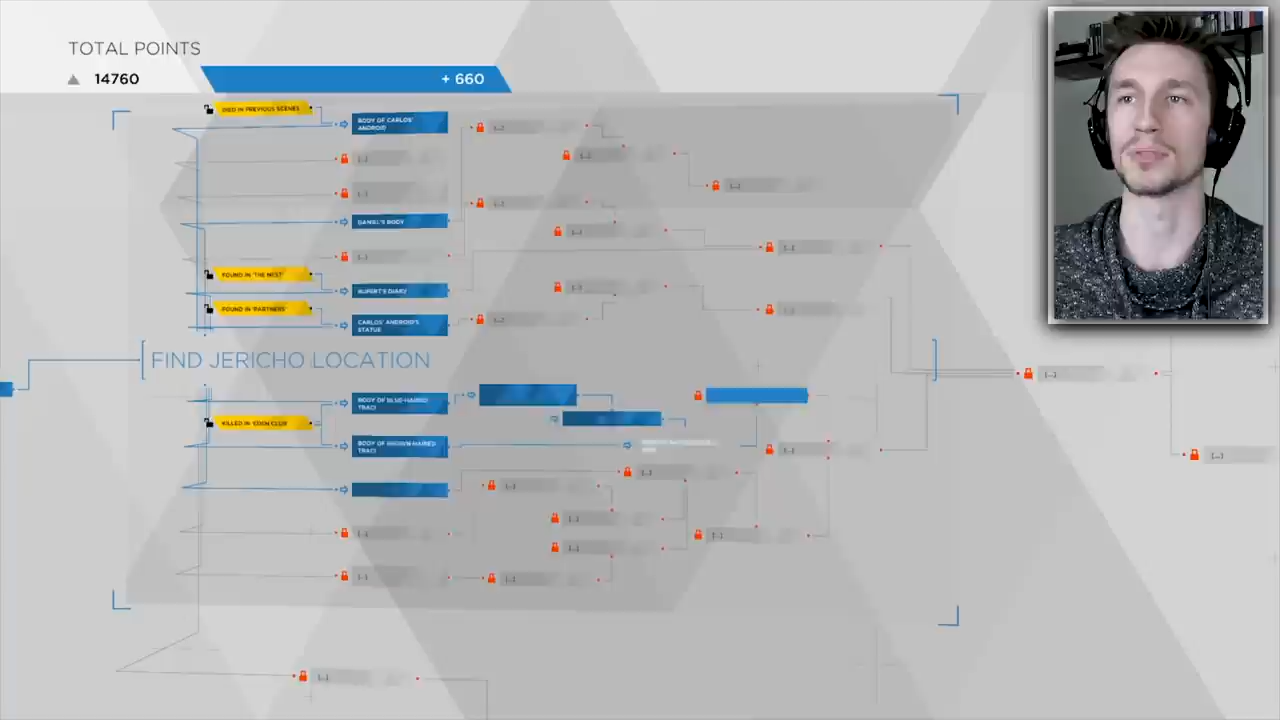 TOTAL POINTS
14760
+ 660
DIED IN PREVIOUS SCENES
BODY OF CARLOS'
ANDROID
[...]
[...]
[...]
[...]
[...]
DANIEL'S BODY
[...]
[...]
[...]
[...]
FOUND IN 'THE NEST'
RUPERT'S DIARY
[...]
FOUND IN 'PARTNERS'
CARLOS' ANDROID'S
STATUE
[...]
[...]
FIND JERICHO LOCATION
[...]
BODY OF BLUE-HAIRED
TRACI
KILLED IN 'EDEN CLUB'
BODY OF BROWN-HAIRED
TRACI
[...]
[...]
[...]
[...]
[...]
[...]
[...]
[...]
[...]
[...]
[...]